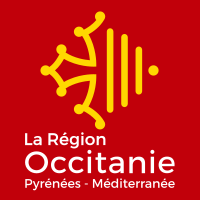 La Région
Occitanie
Pyrénées - Méditerranée